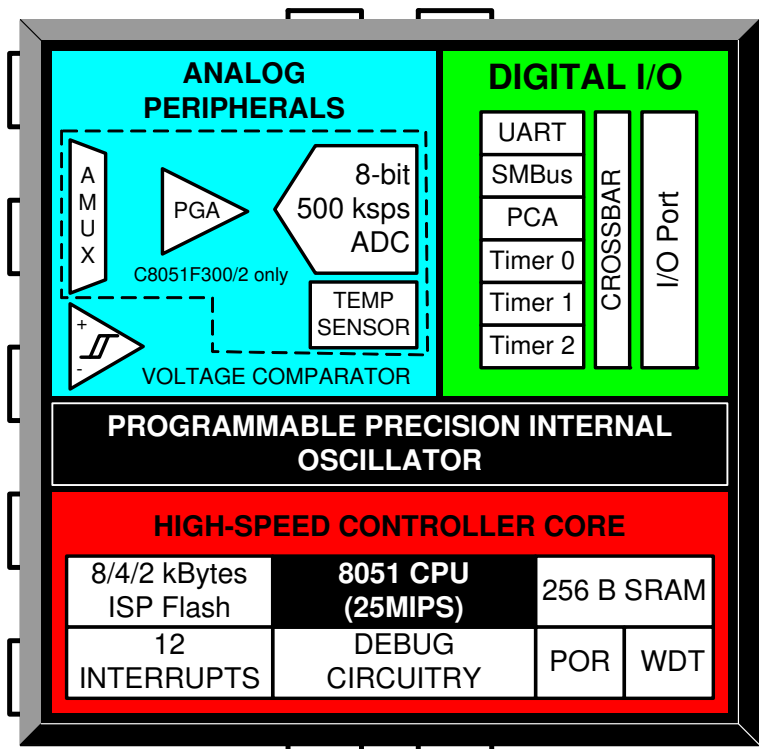 ANALOG
PERIPHERALS
A
M
U
X
PGA
8-bit
500 ksps
ADC
C8051F300/2 only
TEMP
SENSOR
+
-
VOLTAGE COMPARATOR
DIGITAL I/O
UART
SMBus
PCA
Timer 0
Timer 1
Timer 2
CROSSBAR
I/O Port
PROGRAMMABLE PRECISION INTERNAL
OSCILLATOR
HIGH-SPEED CONTROLLER CORE
8/4/2 kBytes
ISP Flash
8051 CPU
(25MIPS)
256 B SRAM
12
INTERRUPTS
DEBUG
CIRCUITRY
POR
WDT